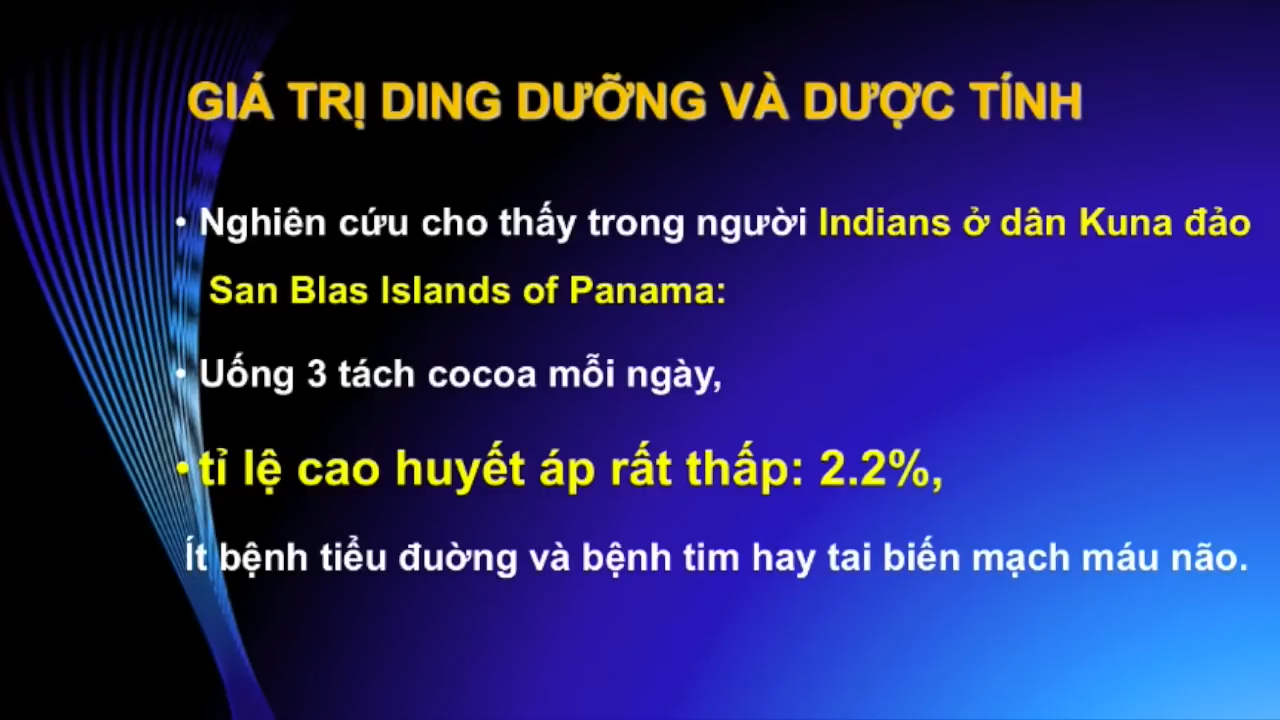 GIÁ TRỊ DING DƯỠNG VÀ DƯỢC TÍNH
• Nghiên cứu cho thấy trong người Indians ở dân Kuna đảo
San Blas Islands of Panama:
• Uống 3 tách cocoa mỗi ngày,
• tỉ lệ cao huyết áp rất thấp: 2.2%,
Ít bệnh tiểu đuờng và bệnh tim hay tai biến mạch máu não.